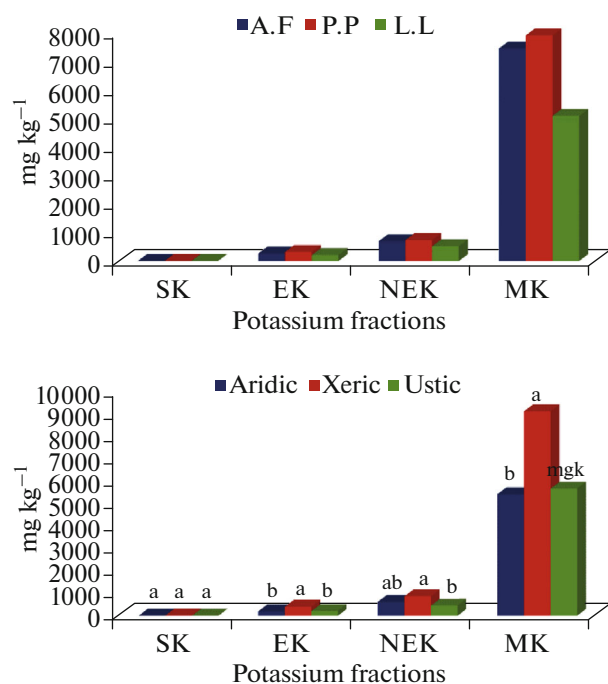 A.F P.P L.L
8000
7000
6000
5000
4000
3000
2000
1000
0
mg kg⁻¹
SK EK NEK MK
Potassium fractions
Aridic Xeric Ustic
10000
9000
8000
7000
6000
5000
4000
3000
2000
1000
0
mg kg⁻¹
a a a b a b ab a b b a mgk
SK EK NEK MK
Potassium fractions